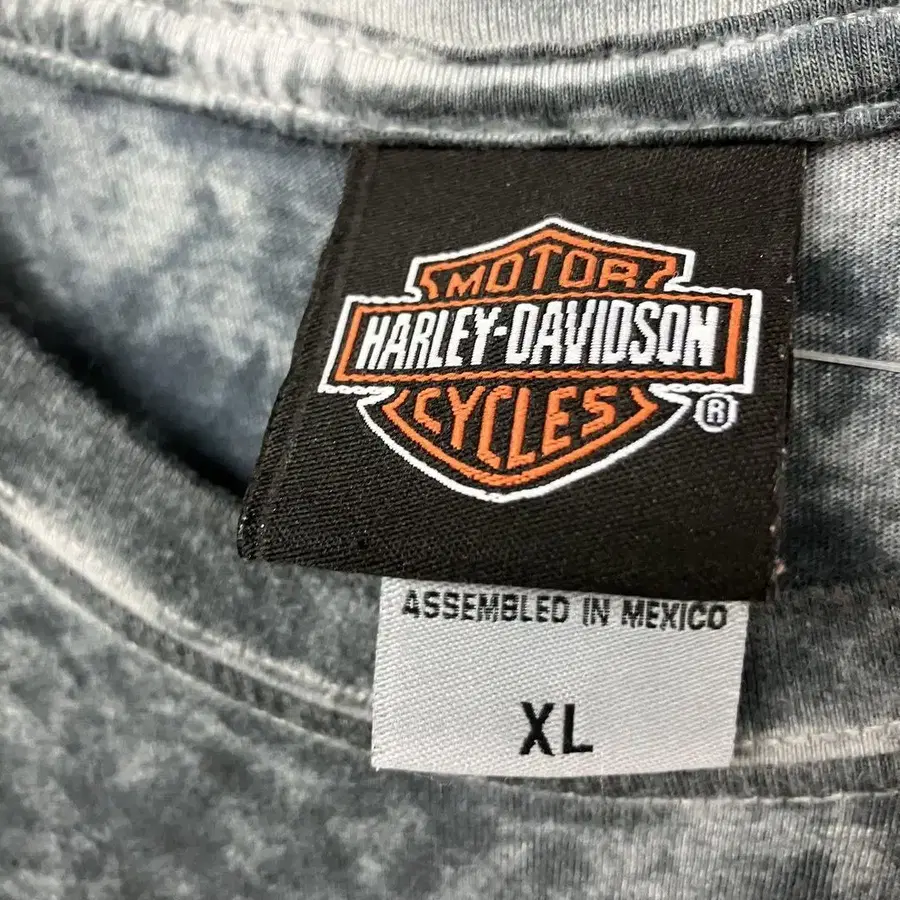 MOTOR
HARLEY-DAVIDSON
CYCLES
®
ASSEMBLED IN MEXICO
XL